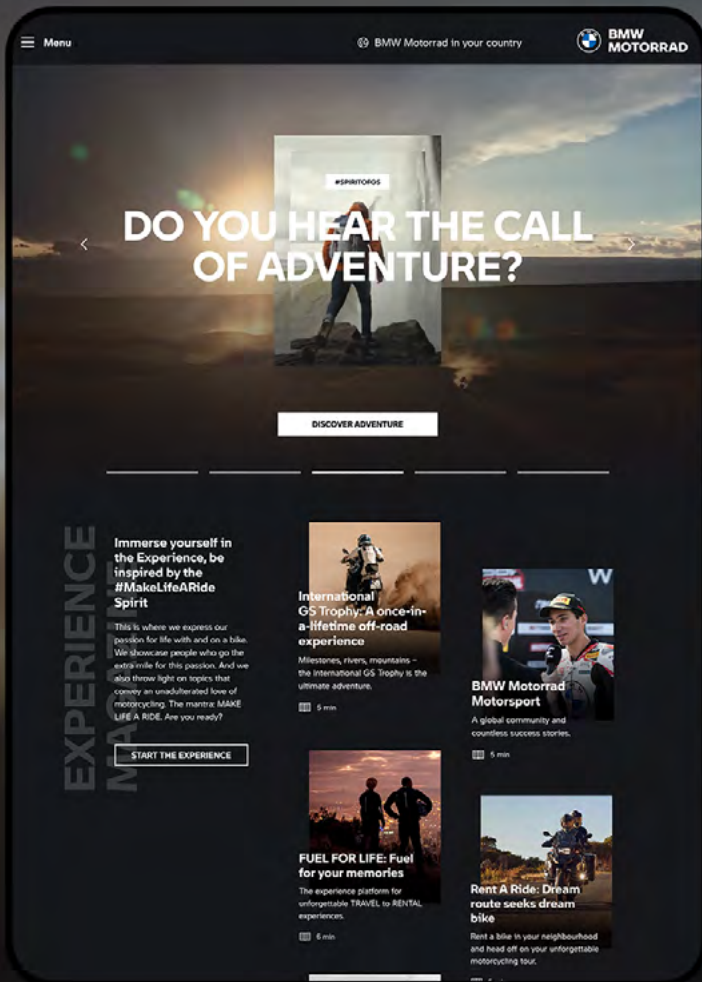 Menu
BMW Motorrad in your country
BMW
MOTORRAD
#SPIRITOFGS
DO YOU HEAR THE CALL
OF ADVENTURE?
DISCOVER ADVENTURE
EXPERIENCE
MAGAZINE
Immerse yourself in
the Experience, be
inspired by the
#MakeLifeARide
Spirit
This is where we express our
passion for life with and on a bike.
We showcase people who go the
extra mile for this passion. And we
also throw light on topics that
convey an unadulterated love of
motorcycling. The mantra: MAKE
LIFE A RIDE. Are you ready?
START THE EXPERIENCE
International
GS Trophy: A once-in-
a-lifetime off-road
experience
Milestones, rivers, mountains –
the International GS Trophy is the
ultimate adventure.
5 min
W
BMW Motorrad
Motorsport
A global community and
countless success stories.
5 min
FUEL FOR LIFE: Fuel
for your memories
The experience platform for
unforgettable TRAVEL to RENTAL
experiences.
6 min
Rent A Ride: Dream
route seeks dream
bike
Rent a bike in your neighbourhood
and head off on your unforgettable
motorcycling tour.